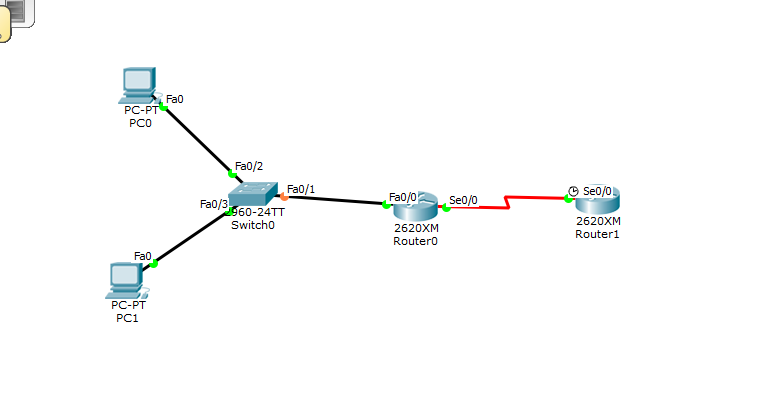 Fa0
PC-PT
PC0
Fa0/2
Fa0/1
Fa0/3
960-24TT
Switch0
Fa0/0
Se0/0
2620XM
Router0
Se0/0
2620XM
Router1
Fa0
PC-PT
PC1